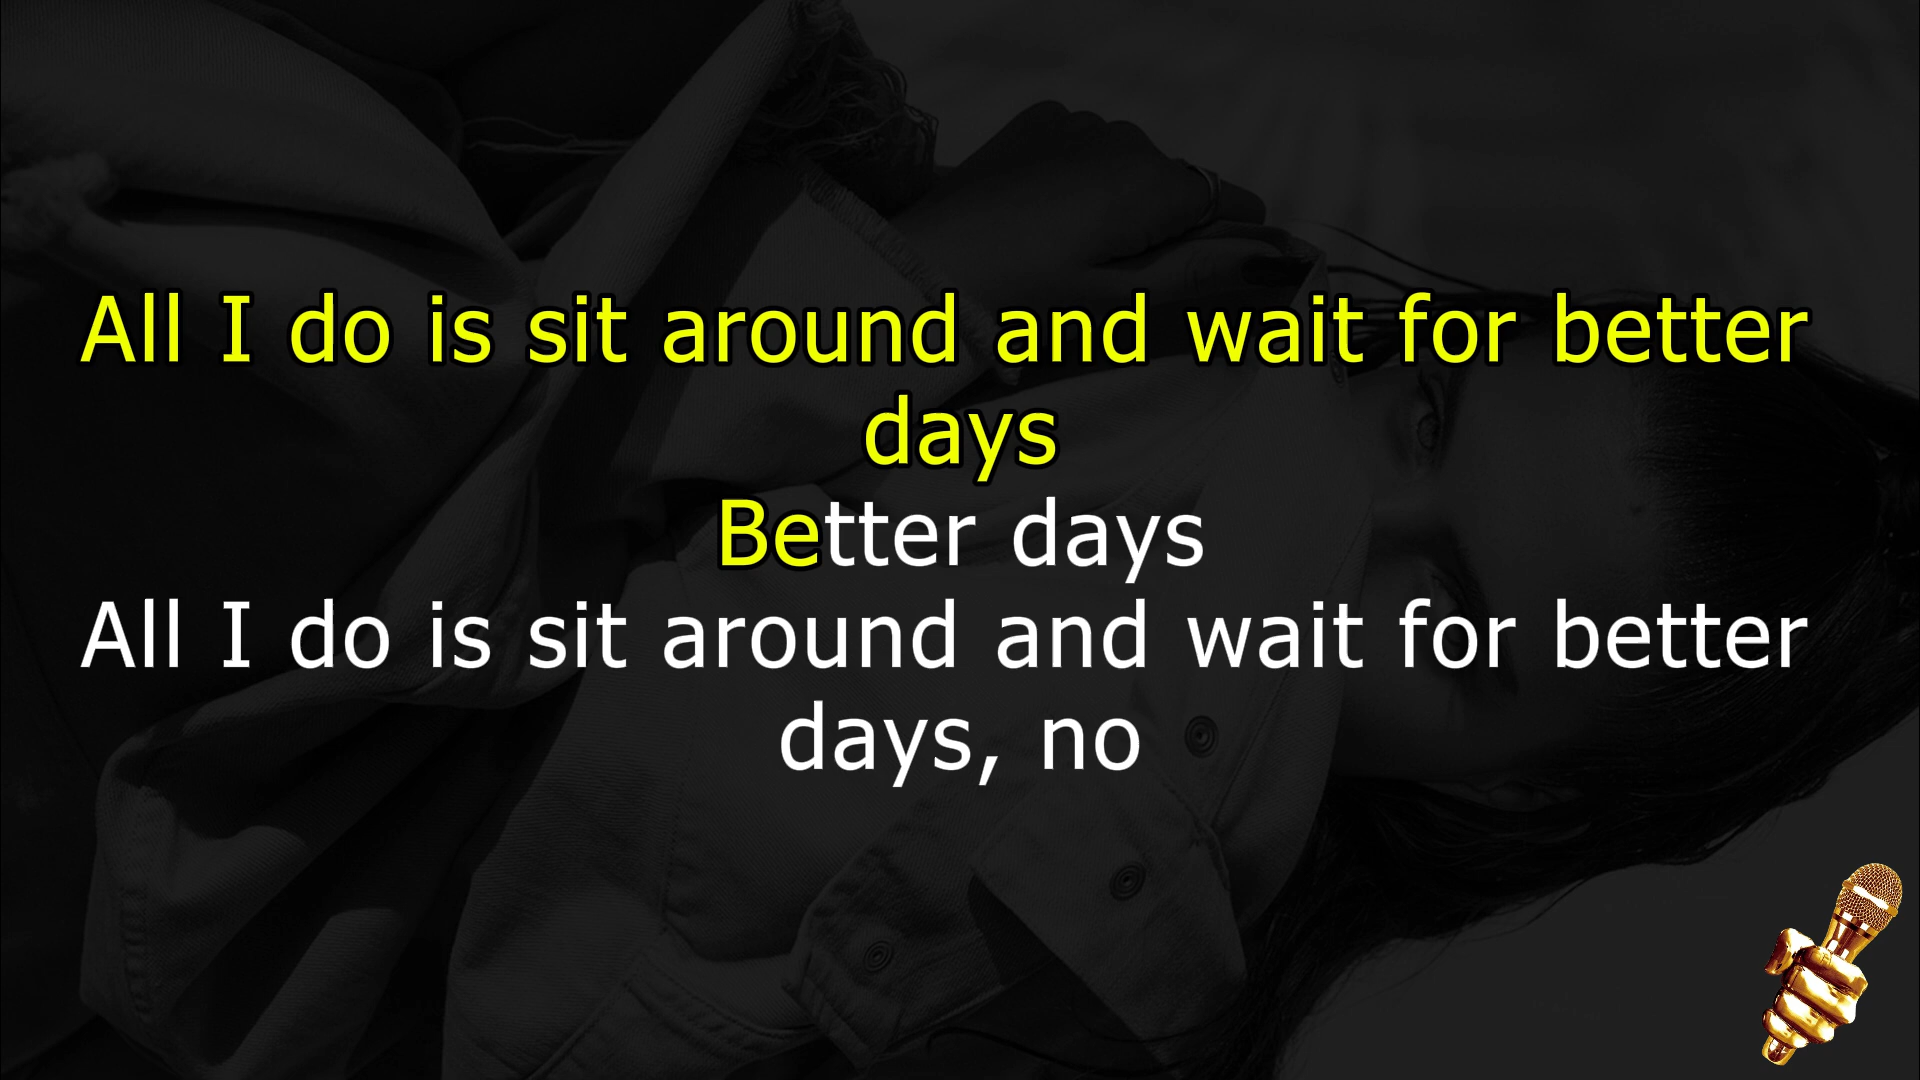 All I do is sit around and wait for better
days
Better days
All I do is sit around and wait for better
days, no